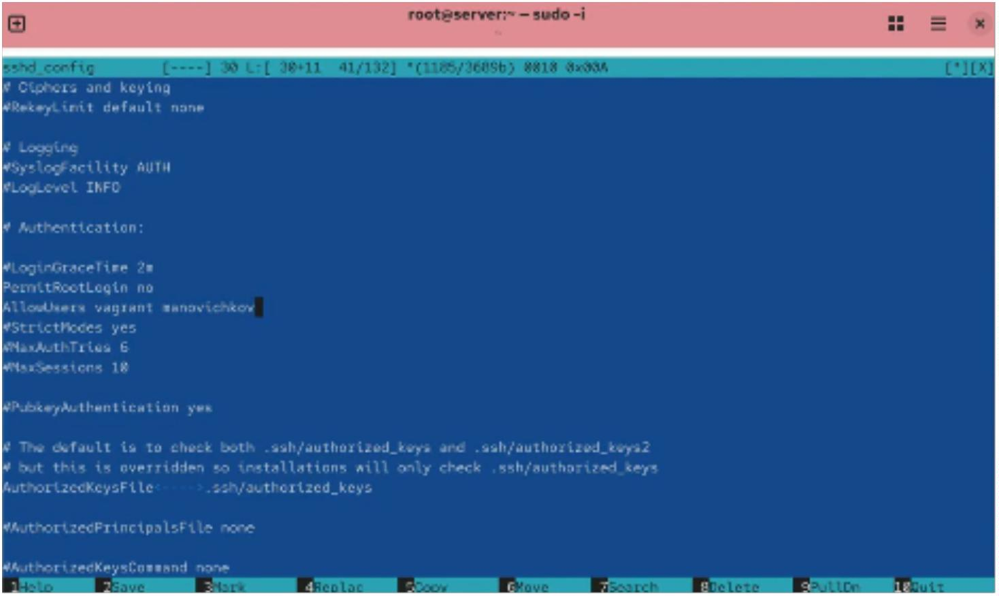 root@server:~ — sudo -i
sshd_config [----] 30 L:[ 30+11 41/132] *(1185/3689b) 0010 0x00A [*][X]
# Ciphers and keying
#RekeyLimit default none
# Logging
#SyslogFacility AUTH
#LogLevel INFO
# Authentication:
#LoginGraceTime 2m
PermitRootLogin no
AllowUsers vagrant manovichkov
#StrictModes yes
#MaxAuthTries 6
#MaxSessions 10
#PubkeyAuthentication yes
# The default is to check both .ssh/authorized_keys and .ssh/authorized_keys2
# but this is overridden so installations will only check .ssh/authorized_keys
AuthorizedKeysFile<---->.ssh/authorized_keys
#AuthorizedPrincipalsFile none
#AuthorizedKeysCommand none
1Help 2Save 3Mark 4Replac 5Copy 6Move 7Search 8Delete 9PullDn 10Quit